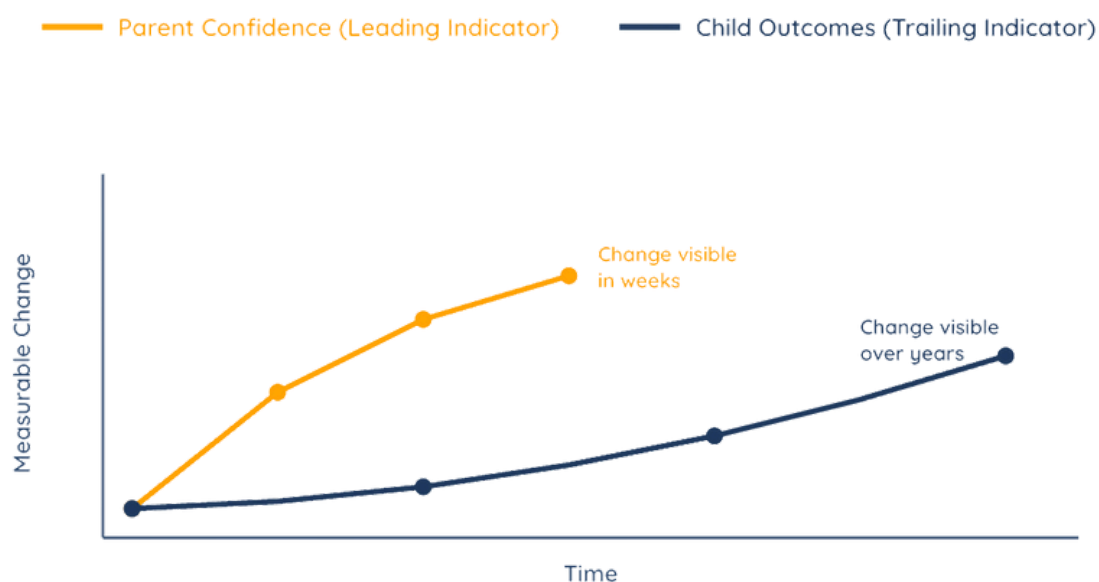 Parent Confidence (Leading Indicator)
Child Outcomes (Trailing Indicator)
Change visible
in weeks
Change visible
over years
Measurable Change
Time